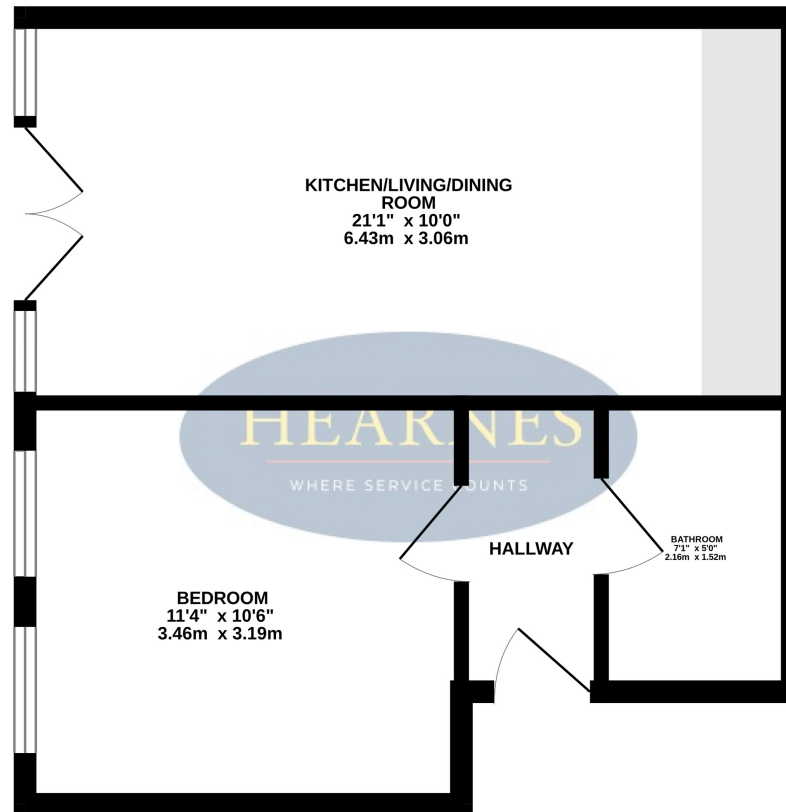 KITCHEN/LIVING/DINING
ROOM
21'1" x 10'0"
6.43m x 3.06m
HEARNES
WHERE SERVICE COUNTS
HALLWAY
BATHROOM
7'1" x 5'0"
2.16m x 1.52m
BEDROOM
11'4" x 10'6"
3.46m x 3.19m